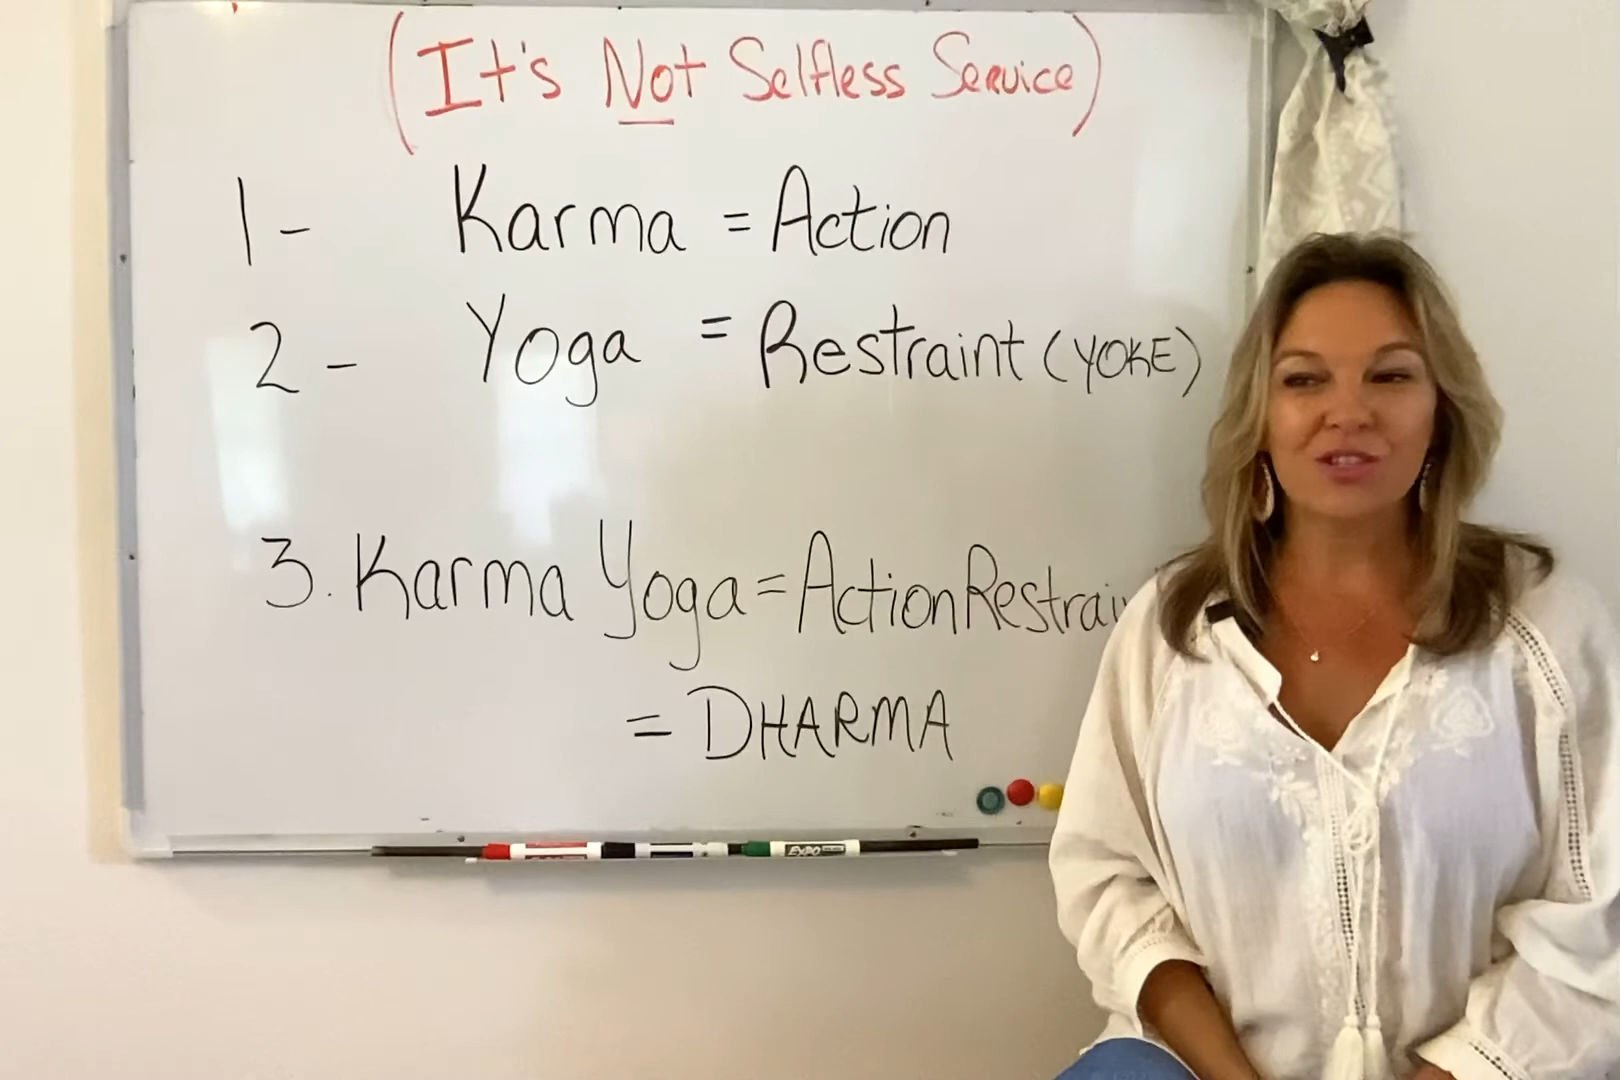 (It's Not Selfless Service)
1 - Karma = Action
2 - Yoga = Restraint (YOKE)
3. Karma Yoga = Action
= DHARMA
EXPO